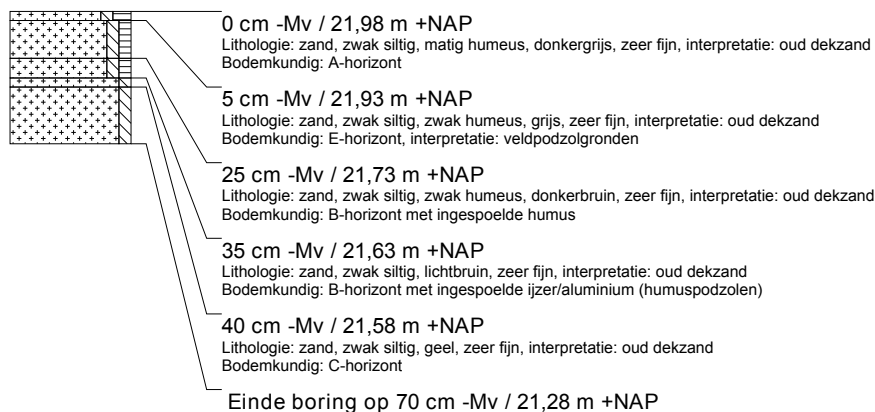 0 cm -Mv / 21,98 m +NAP
Lithologie: zand, zwak siltig, matig humeus, donkergrijs, zeer fijn, interpretatie: oud dekzand
Bodemkundig: A-horizont
5 cm -Mv / 21,93 m +NAP
Lithologie: zand, zwak siltig, zwak humeus, grijs, zeer fijn, interpretatie: oud dekzand
Bodemkundig: E-horizont, interpretatie: veldpodzolgronden
25 cm -Mv / 21,73 m +NAP
Lithologie: zand, zwak siltig, zwak humeus, donkerbruin, zeer fijn, interpretatie: oud dekzand
Bodemkundig: B-horizont met ingespoelde humus
35 cm -Mv / 21,63 m +NAP
Lithologie: zand, zwak siltig, lichtbruin, zeer fijn, interpretatie: oud dekzand
Bodemkundig: B-horizont met ingespoelde ijzer/aluminium (humuspodzolen)
40 cm -Mv / 21,58 m +NAP
Lithologie: zand, zwak siltig, geel, zeer fijn, interpretatie: oud dekzand
Bodemkundig: C-horizont
Einde boring op 70 cm -Mv / 21,28 m +NAP